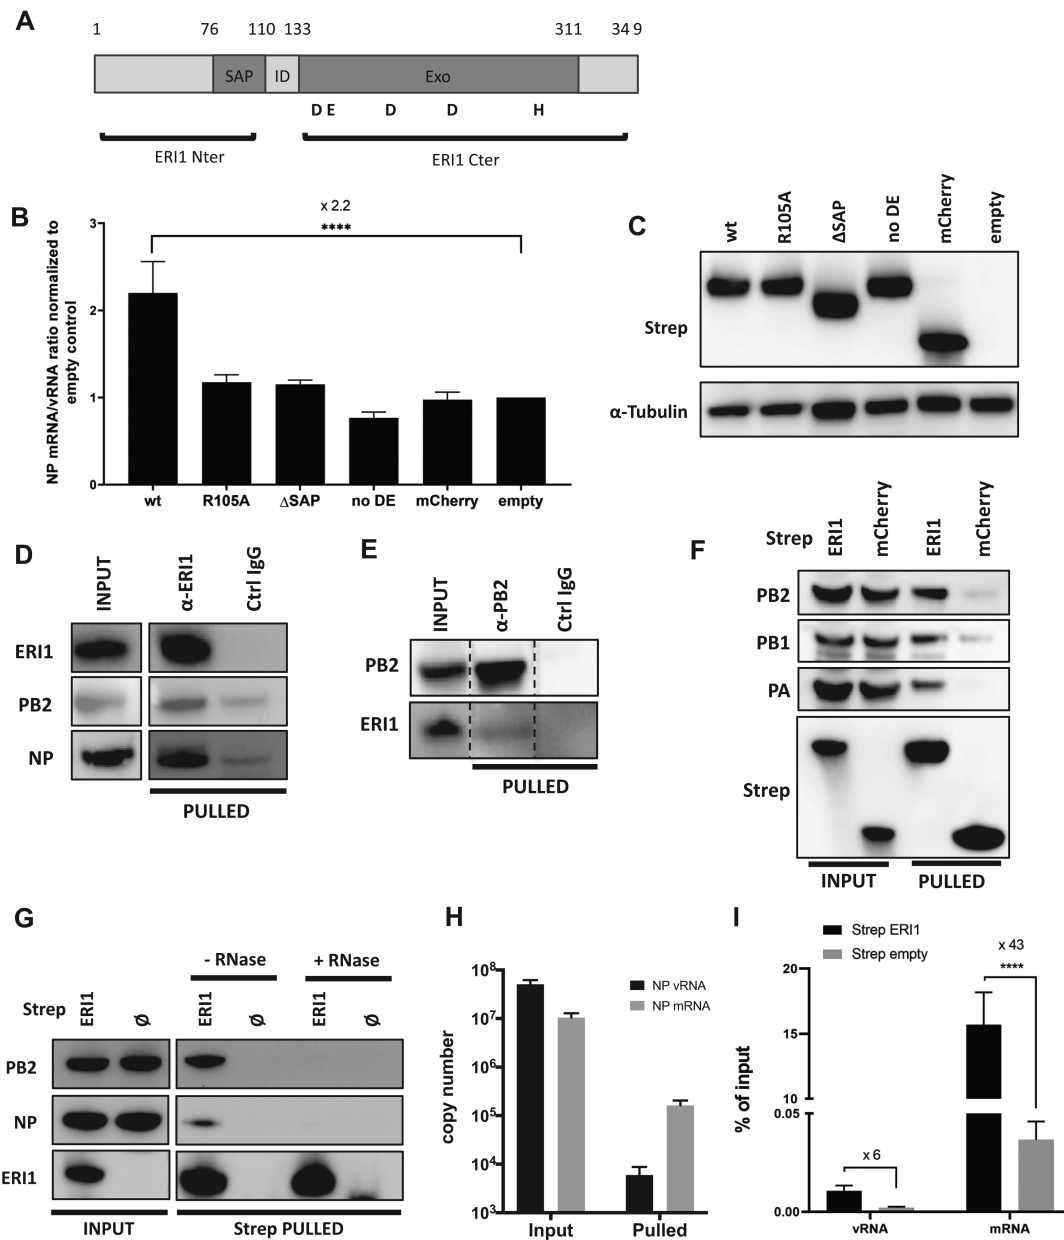 A
1 76 110 133 311 349
SAP ID Exo
D E D D H
ERI1 Nter ERI1 Cter
B
NP mRNA/vRNA ratio normalized to
empty control
3
2
1
0
x 2.2
****
wt R105A ΔSAP no DE mCherry empty
C
wt R105A ΔSAP no DE mCherry empty
Strep
α-Tubulin
D
INPUT α-ERI1 Ctrl IgG
ERI1
PB2
NP
PULLED
E
INPUT α-PB2 Ctrl IgG
PB2
ERI1
PULLED
F
Strep ERI1 mCherry ERI1 mCherry
PB2
PB1
PA
Strep
INPUT PULLED
G
- RNase + RNase
Strep ERI1 Ø ERI1 Ø ERI1 Ø
PB2
NP
ERI1
INPUT Strep PULLED
H
copy number
10⁸
10⁷
10⁶
10⁵
10⁴
10³
NP vRNA
NP mRNA
Input Pulled
I
Strep ERI1
Strep empty
% of input
20
15
10
0.05
0.00
x 6
x 43
****
vRNA mRNA